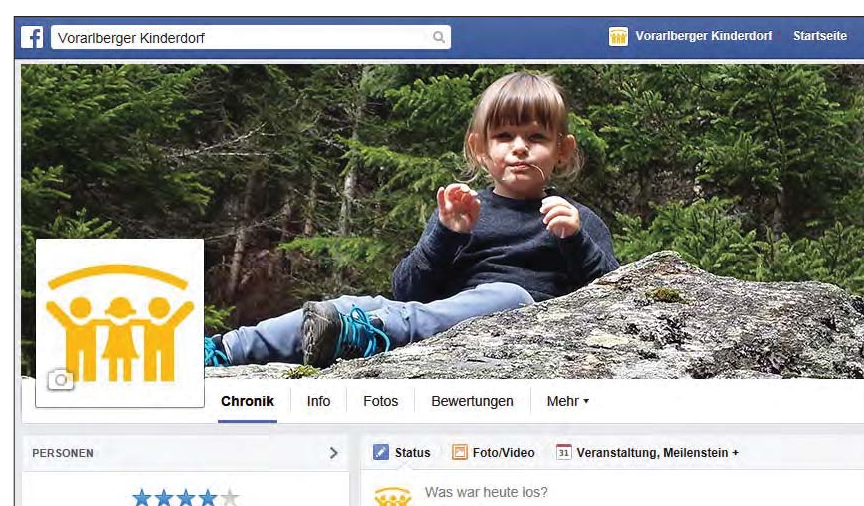 f Vorarlberger Kinderdorf Vorarlberger Kinderdorf Startseite
Chronik Info Fotos Bewertungen Mehr
PERSONEN Status Foto/Video 31 Veranstaltung, Meilenstein +
Was war heute los?